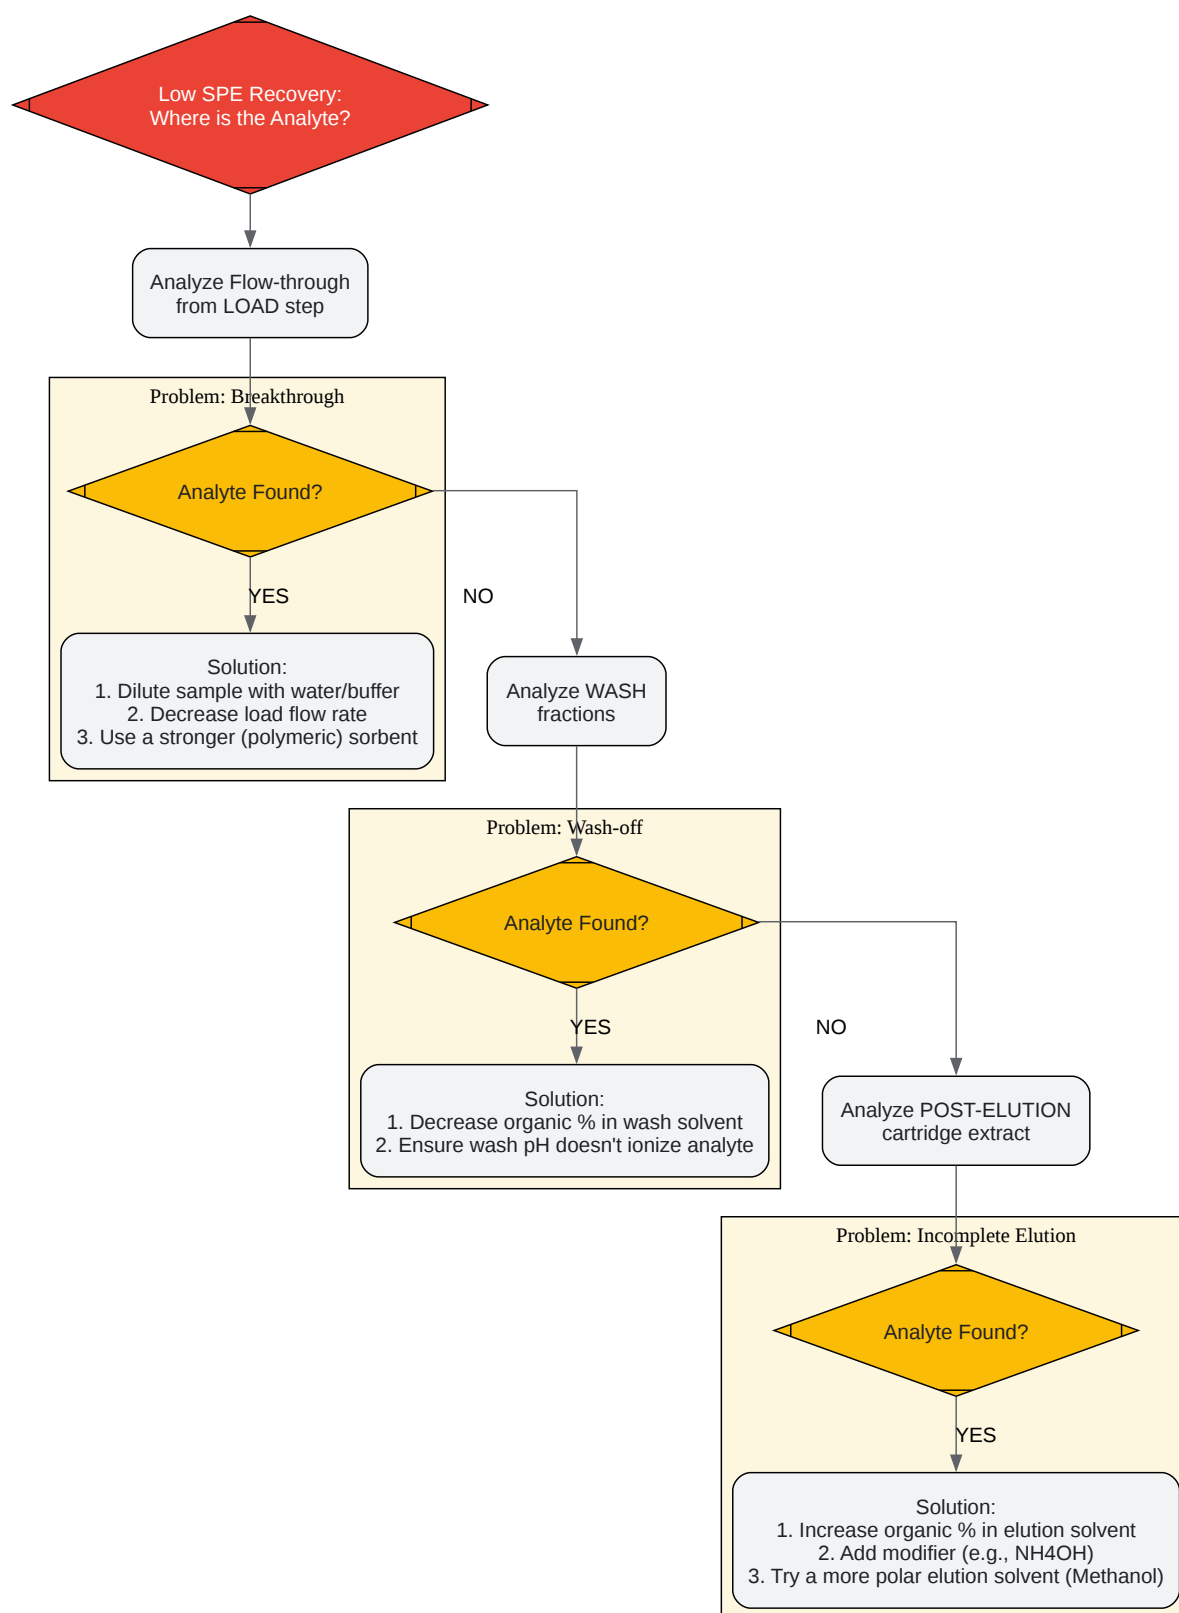 Low SPE Recovery:
Where is the Analyte?
Analyze Flow-through
from LOAD step
Problem: Breakthrough
Analyte Found?
YES
NO
Solution:
1. Dilute sample with water/buffer
2. Decrease load flow rate
3. Use a stronger (polymeric) sorbent
Analyze WASH
fractions
Problem: Wash-off
Analyte Found?
YES
NO
Solution:
1. Decrease organic % in wash solvent
2. Ensure wash pH doesn't ionize analyte
Analyze POST-ELUTION
cartridge extract
Problem: Incomplete Elution
Analyte Found?
YES
Solution:
1. Increase organic % in elution solvent
2. Add modifier (e.g., NH4OH)
3. Try a more polar elution solvent (Methanol)